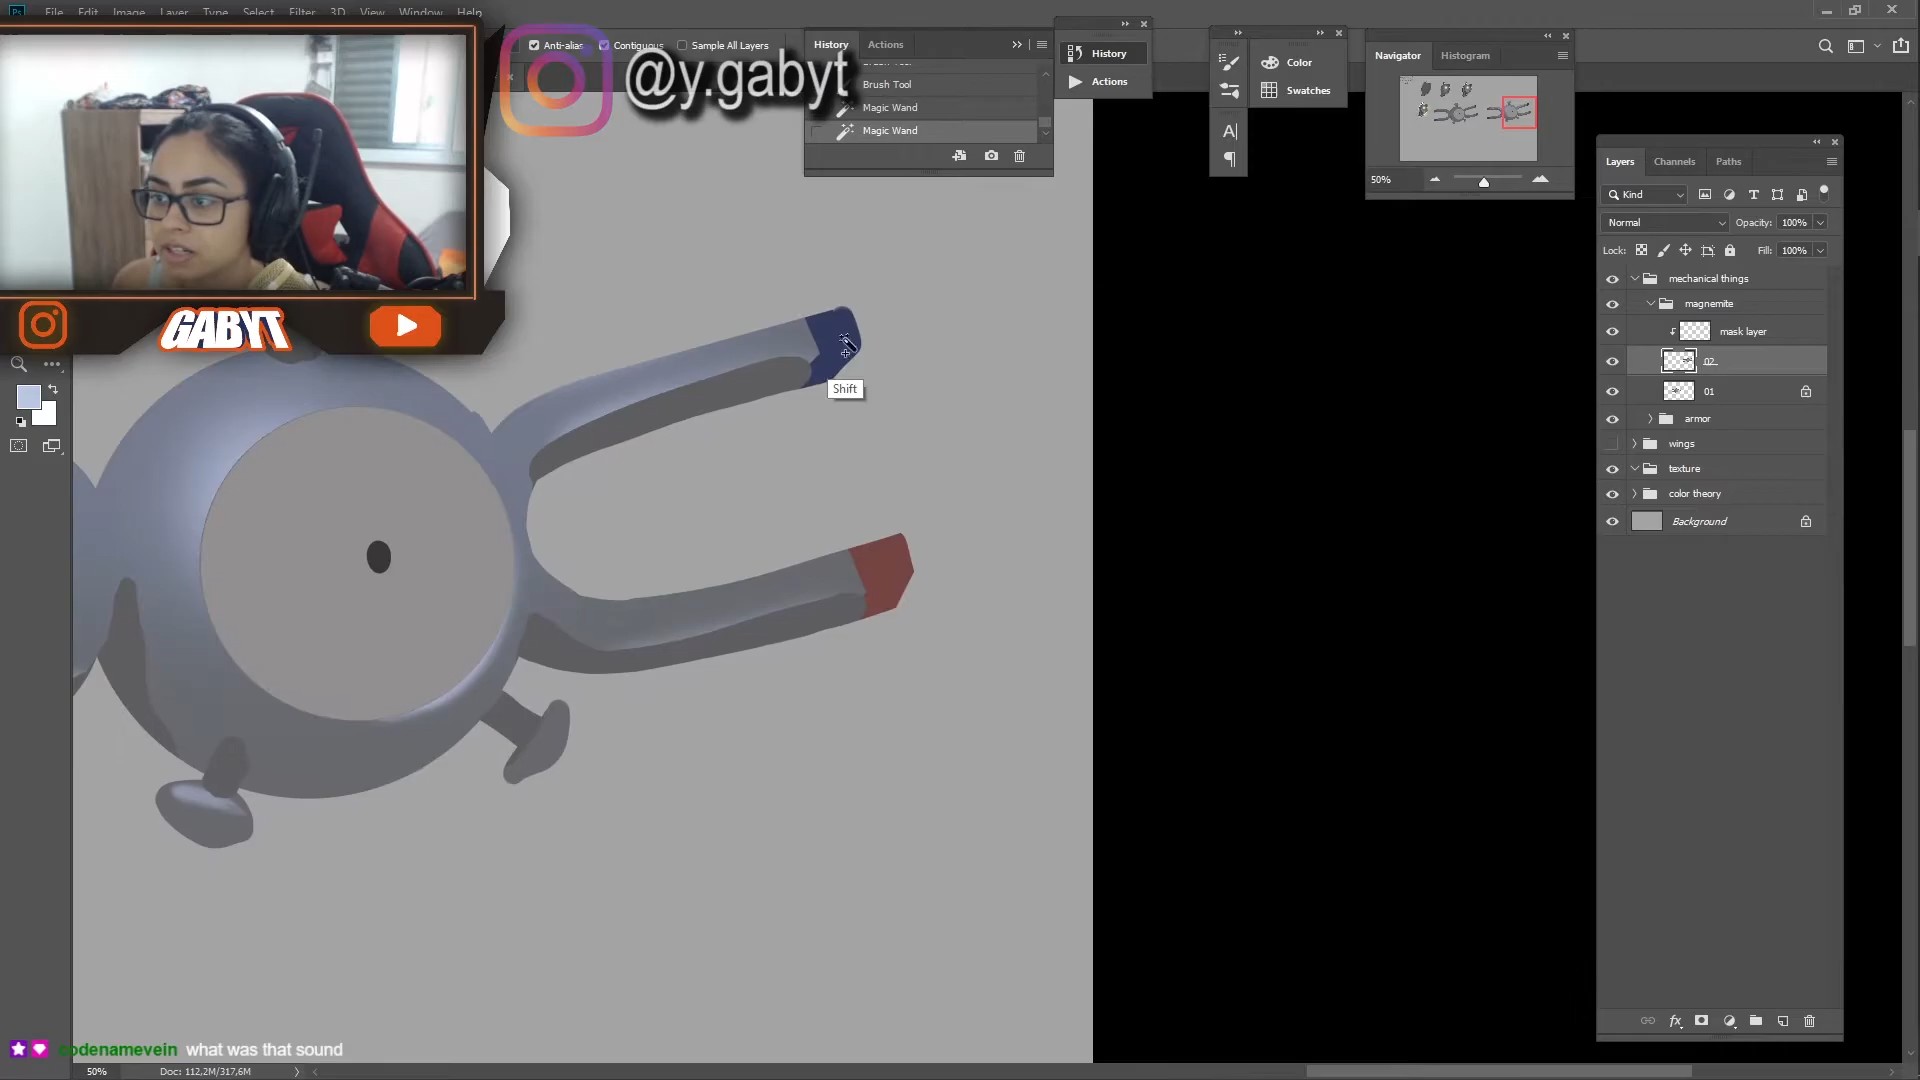 File Edit Image Layer Select Filter 3D View Window Help
Anti-alias Contiguous Sample All Layers
@y.gabyt
History Actions
Brush Tool
Magic Wand
Magic Wand
History
Actions
Color
Swatches
Navigator Histogram
50%
GABYT
Shift
Layers Channels Paths
Kind
Normal Opacity: 100%
Lock: Fill: 100%
mechanical things
magnemite
mask layer
02
01
armor
wings
texture
color theory
Background
codenamevein what was that sound
50% Doc: 112,2M/317,6M